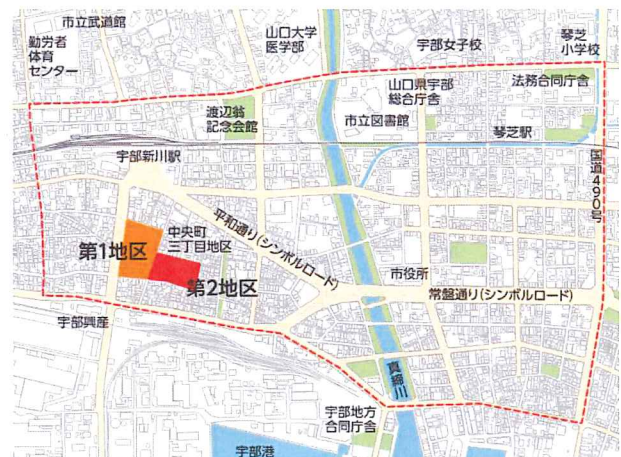 市立武道館
勤労者
体育
センター
山口大学
医学部
宇部女子校
琴芝
小学校
渡辺翁
記念会館
山口県宇部
総合庁舎
法務合同庁舎
市立図書館
琴芝駅
宇部新川駅
国道490号
中央町
三丁目地区
第1地区
第2地区
平和通り(シンボルロード)
市役所
常盤通り(シンボルロード)
宇部興産
真締川
宇部地方
合同庁舎
宇部港